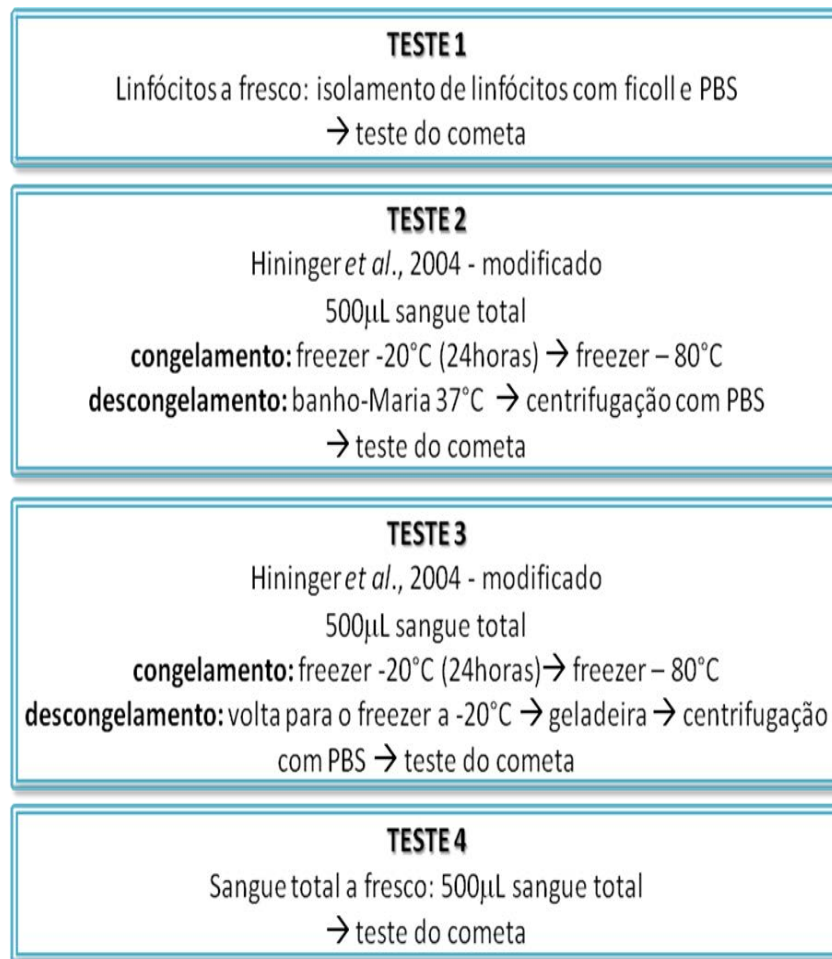 TESTE 1
Linfócitos a fresco: isolamento de linfócitos com ficoll e PBS
→ teste do cometa
TESTE 2
Hininger et al., 2004 - modificado
500µL sangue total
congelamento: freezer -20°C (24horas) → freezer – 80°C
descongelamento: banho-Maria 37°C → centrifugação com PBS
→ teste do cometa
TESTE 3
Hininger et al., 2004 - modificado
500µL sangue total
congelamento: freezer -20°C (24horas)→ freezer – 80°C
descongelamento: volta para o freezer a -20°C → geladeira → centrifugação
com PBS → teste do cometa
TESTE 4
Sangue total a fresco: 500µL sangue total
→ teste do cometa